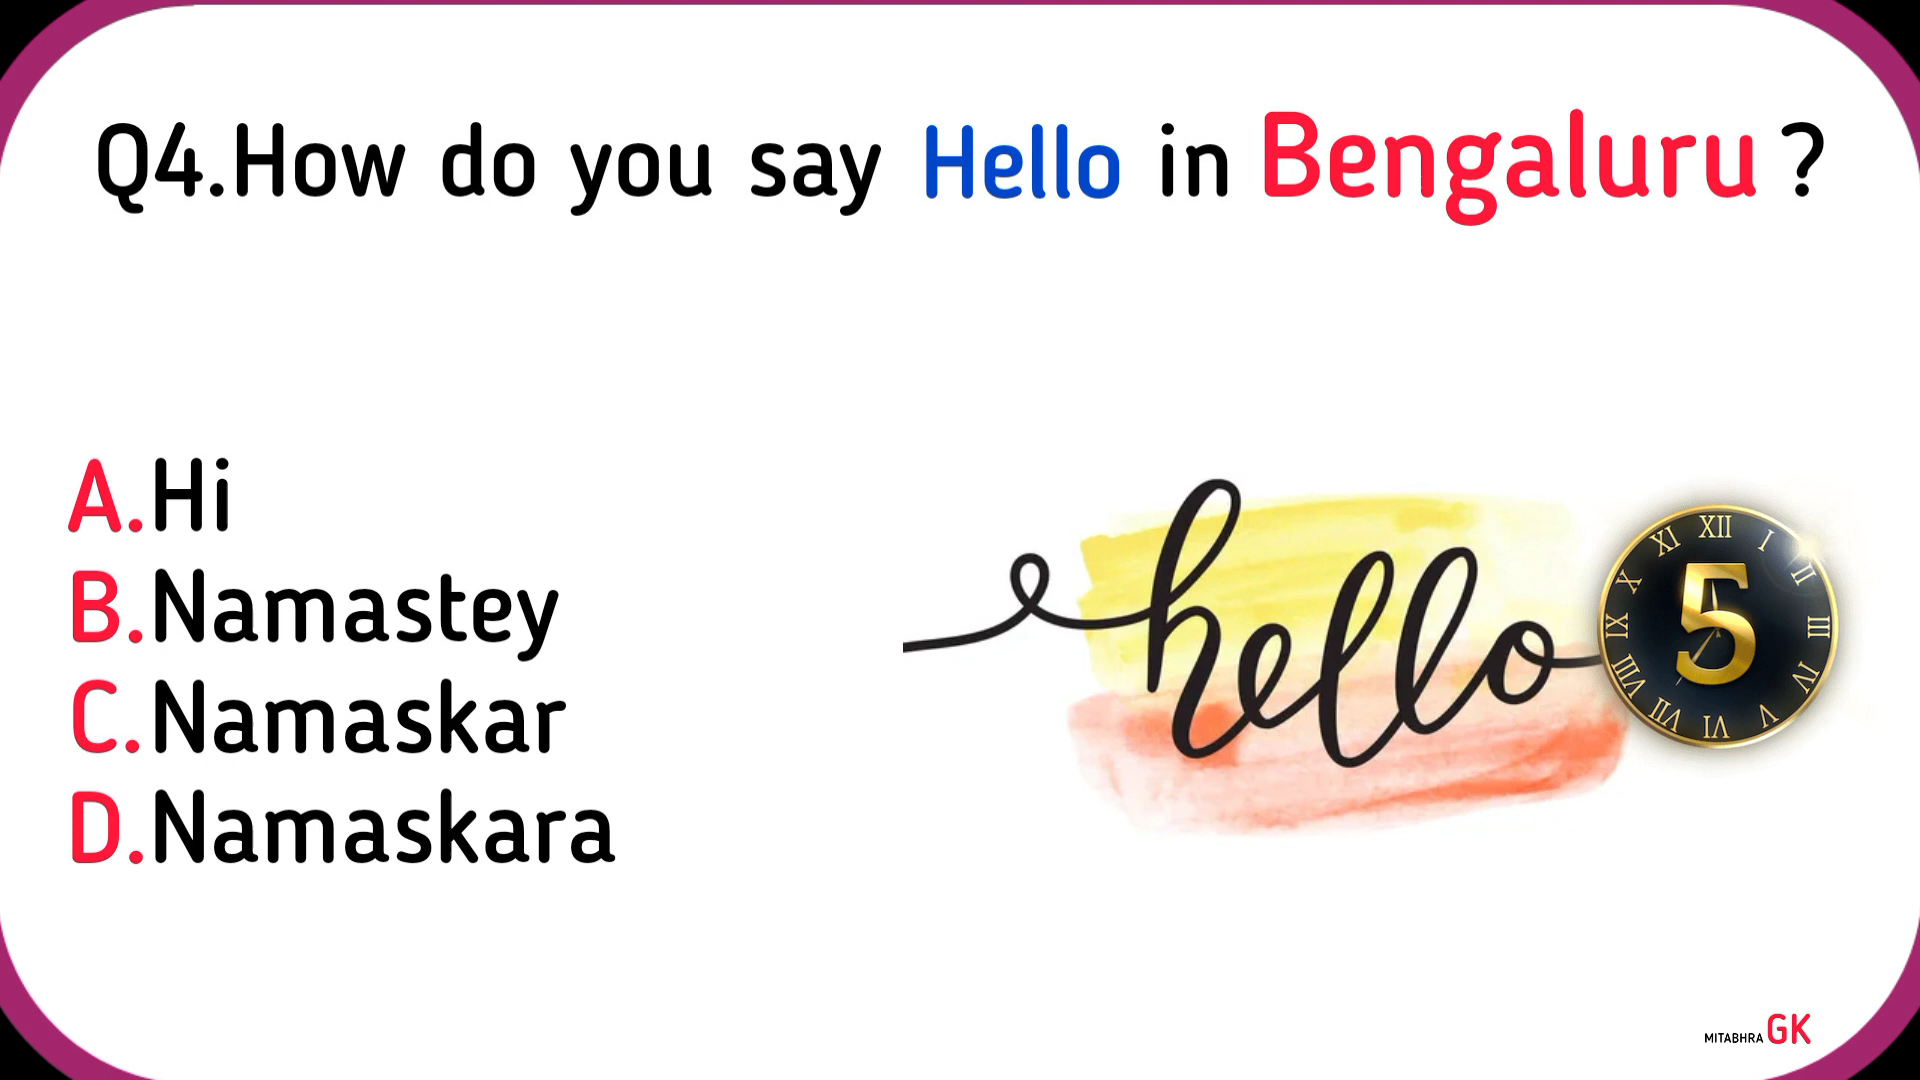 Q4.How do you say Hello in Bengaluru ?
A.Hi
B.Namastey
C.Namaskar
D.Namaskara
hello
XII I II III IV V VI VII VIII IX X XI
5
MITABHRA GK